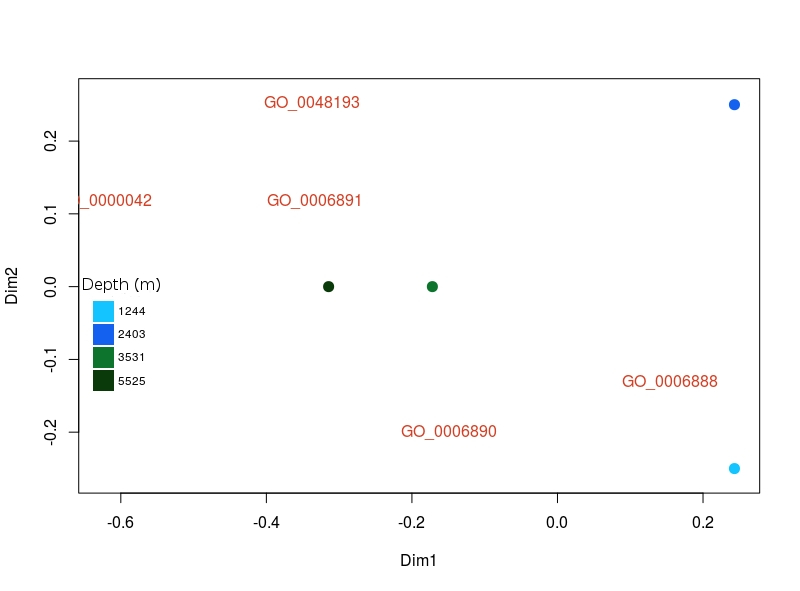 GO_0048193
_0000042
GO_0006891
Depth (m)
1244
2403
3531
5525
GO_0006888
GO_0006890
0.2
0.1
0.0
-0.1
-0.2
Dim2
-0.6
-0.4
-0.2
0.0
0.2
Dim1